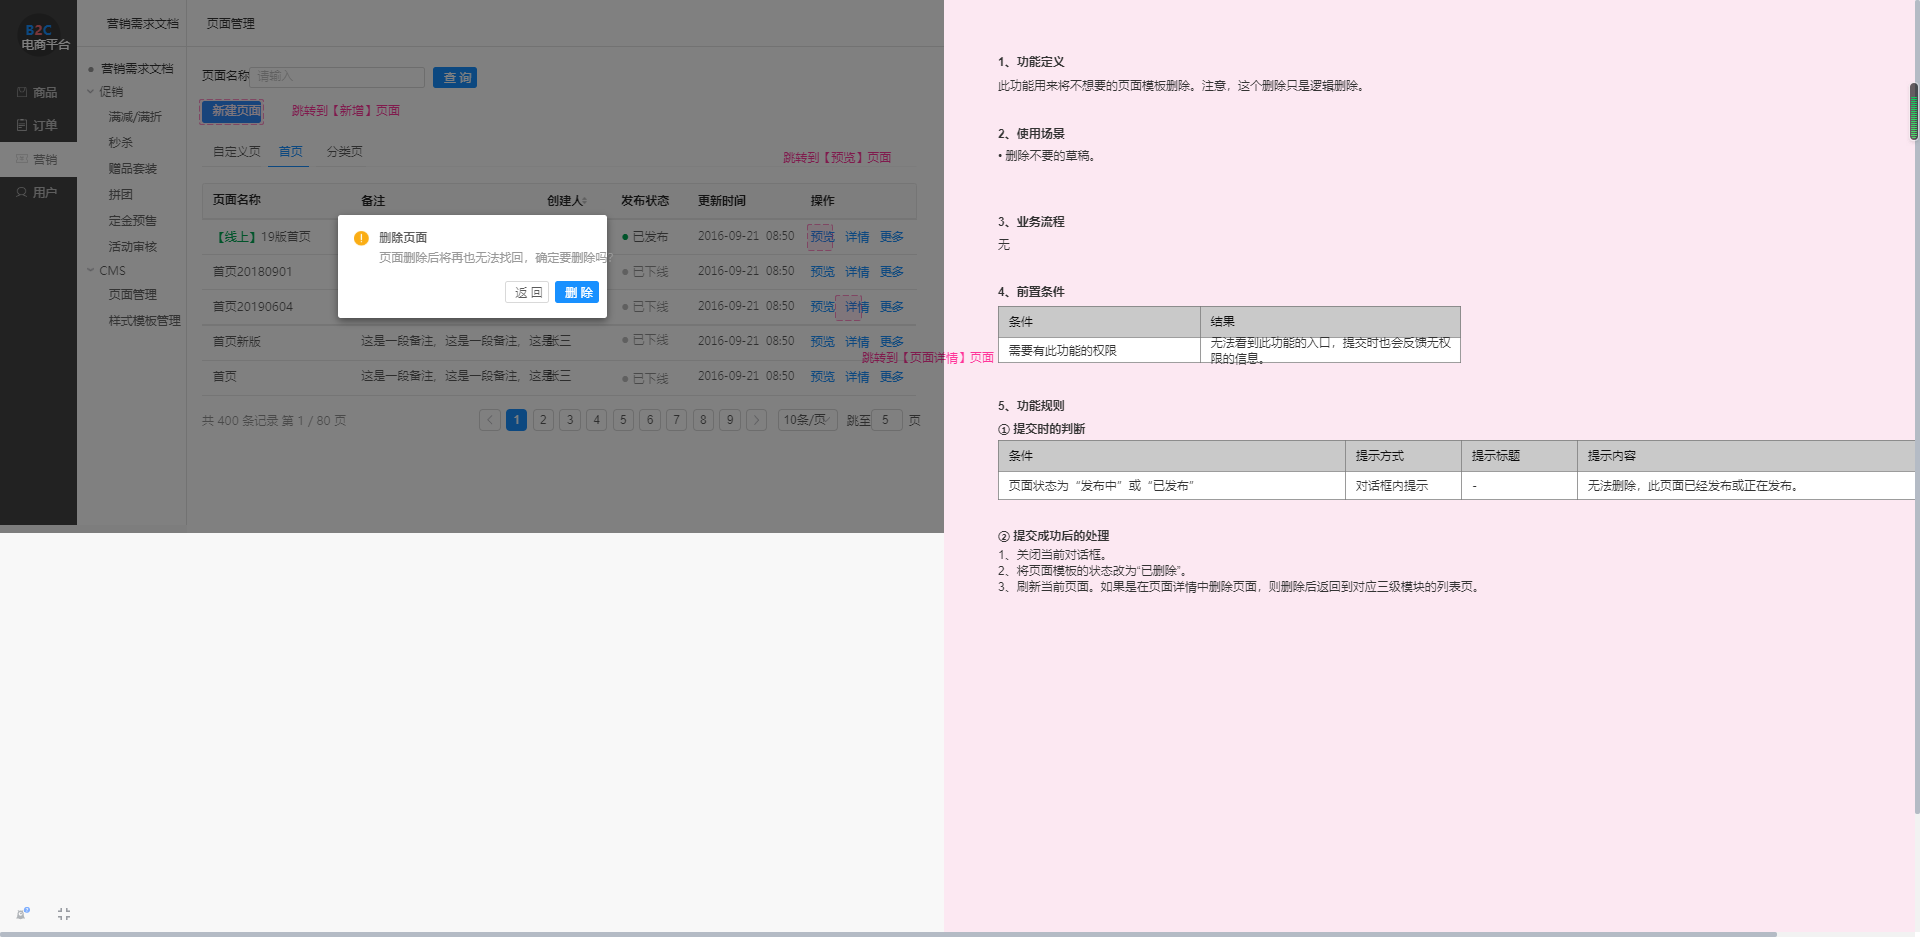 B2C
电商平台
商品
订单
营销
用户
营销需求文档
营销需求文档
促销
满减/满折
秒杀
赠品套装
拼团
定金预售
活动审核
CMS
页面管理
样式模板管理
页面管理
页面名称 请输入 查 询
新建页面 跳转到【新增】页面
自定义页 首页 分类页
跳转到【预览】页面
页面名称 备注 创建人 发布状态 更新时间 操作
【线上】19版首页 已发布 2016-09-21 08:50 预览 详情 更多
首页20180901 已下线 2016-09-21 08:50 预览 详情 更多
首页20190604 已下线 2016-09-21 08:50 预览 详情 更多
首页新版 这是一段备注，这是一段备注，这是 张三 已下线 2016-09-21 08:50 预览 详情 更多
跳转到【页面详情】页面
首页 这是一段备注，这是一段备注，这是 张三 已下线 2016-09-21 08:50 预览 详情 更多
共 400 条记录 第 1 / 80 页 1 2 3 4 5 6 7 8 9 10条/页 跳至 5 页
删除页面
页面删除后将再也无法找回，确定要删除吗？
返 回 删 除
1、功能定义
此功能用来将不想要的页面模板删除。注意，这个删除只是逻辑删除。
2、使用场景
• 删除不要的草稿。
3、业务流程
无
4、前置条件
条件 结果
需要有此功能的权限 无法看到此功能的入口，提交时也会反馈无权
限的信息。
5、功能规则
① 提交时的判断
条件 提示方式 提示标题 提示内容
页面状态为“发布中”或“已发布” 对话框内提示 - 无法删除，此页面已经发布或正在发布。
② 提交成功后的处理
1、关闭当前对话框。
2、将页面模板的状态改为“已删除”。
3、刷新当前页面。如果是在页面详情中删除页面，则删除后返回到对应三级模块的列表页。